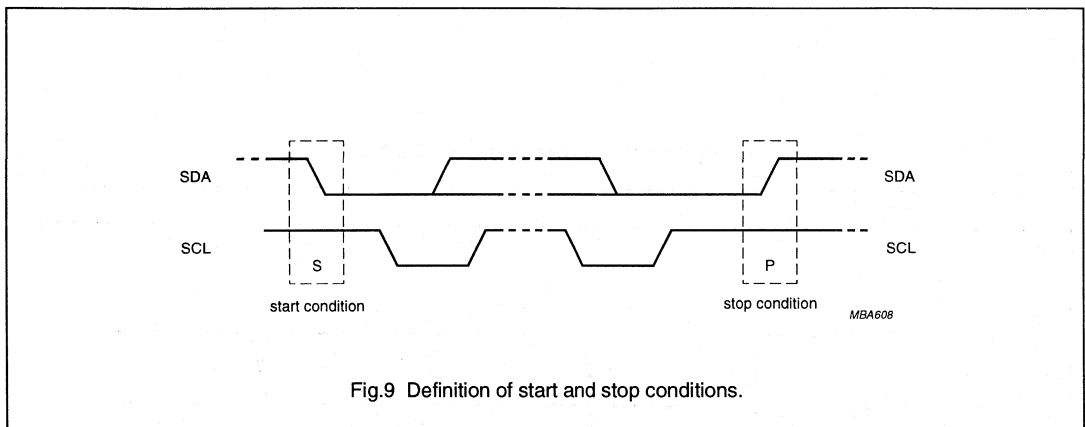 SDA
SDA
SCL
SCL
S
P
start condition
stop condition
MBA608
Fig.9 Definition of start and stop conditions.